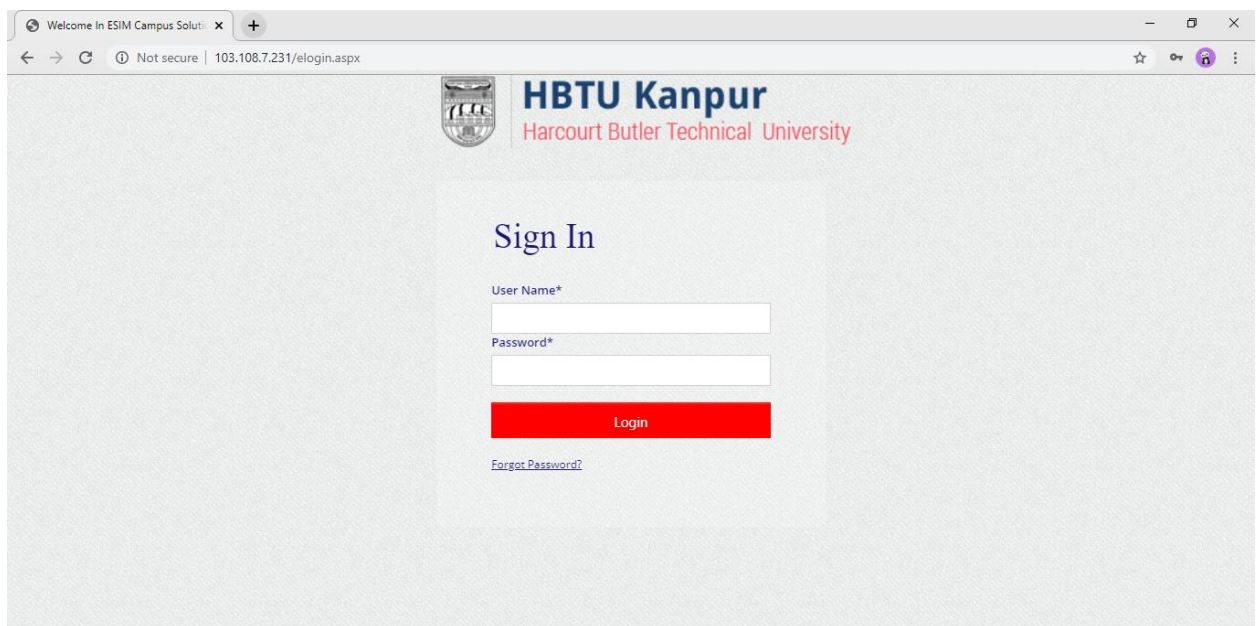 Welcome In ESIM Campus Soluti
Not secure | 103.108.7.231/elogin.aspx
HBTU Kanpur
Harcourt Butler Technical University
Sign In
User Name*
Password*
Login
Forgot Password?